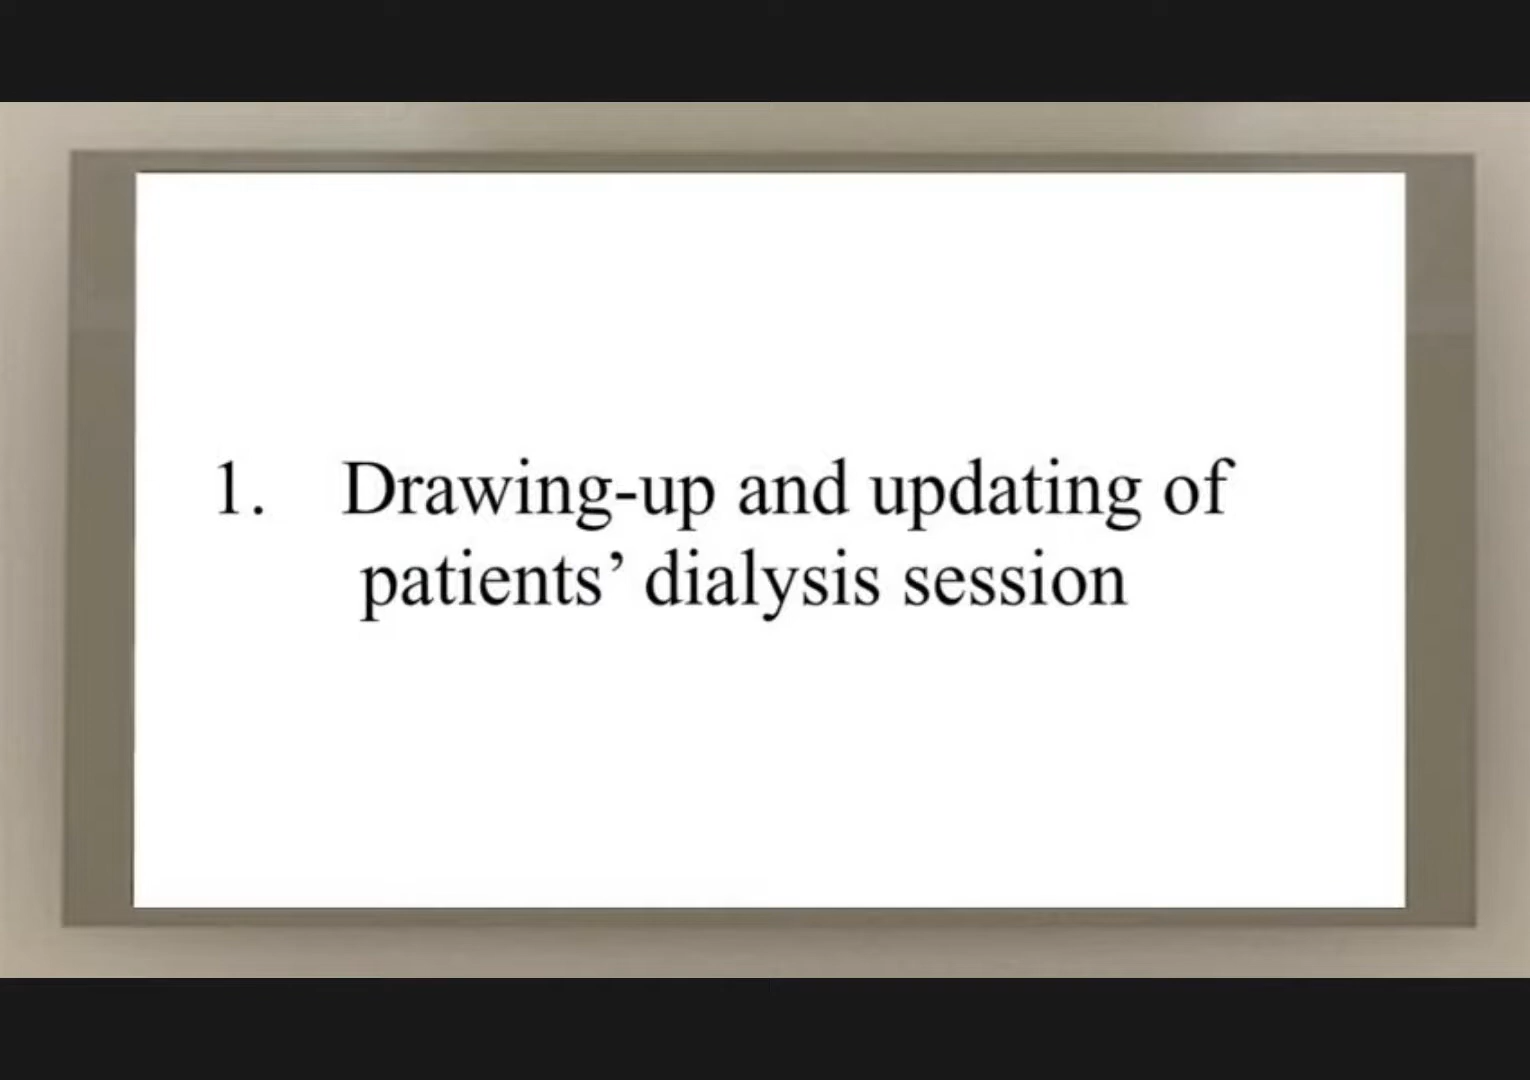 1. Drawing-up and updating of
patients’ dialysis session